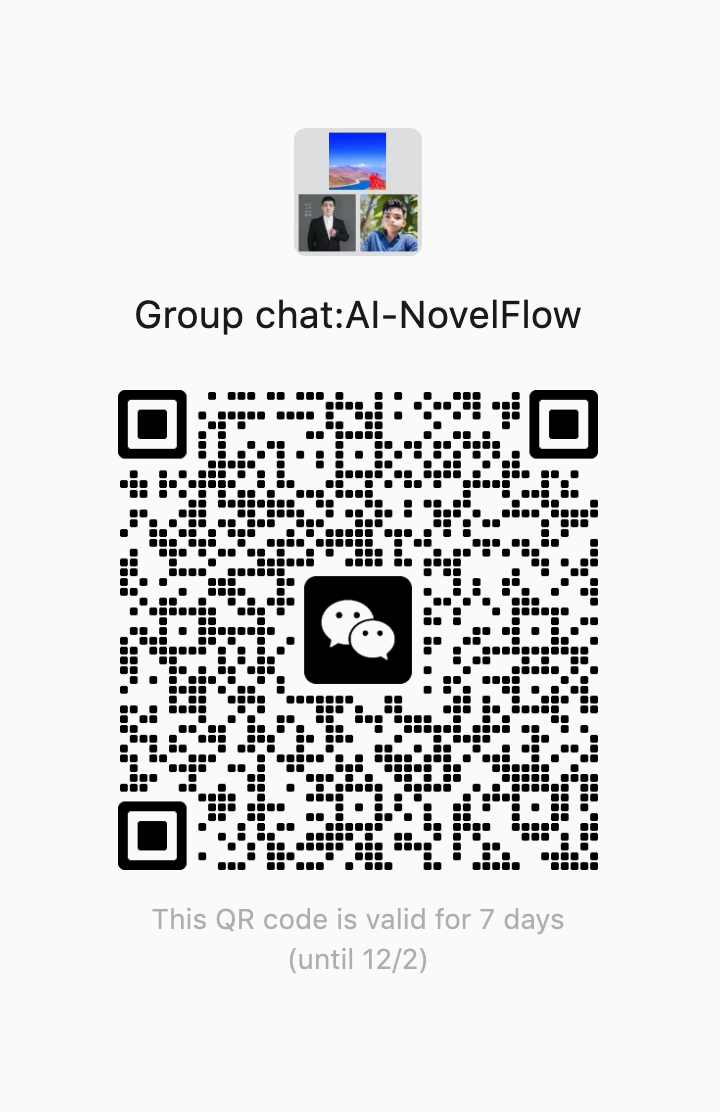 Group chat:AI-NovelFlow
This QR code is valid for 7 days
(until 12/2)